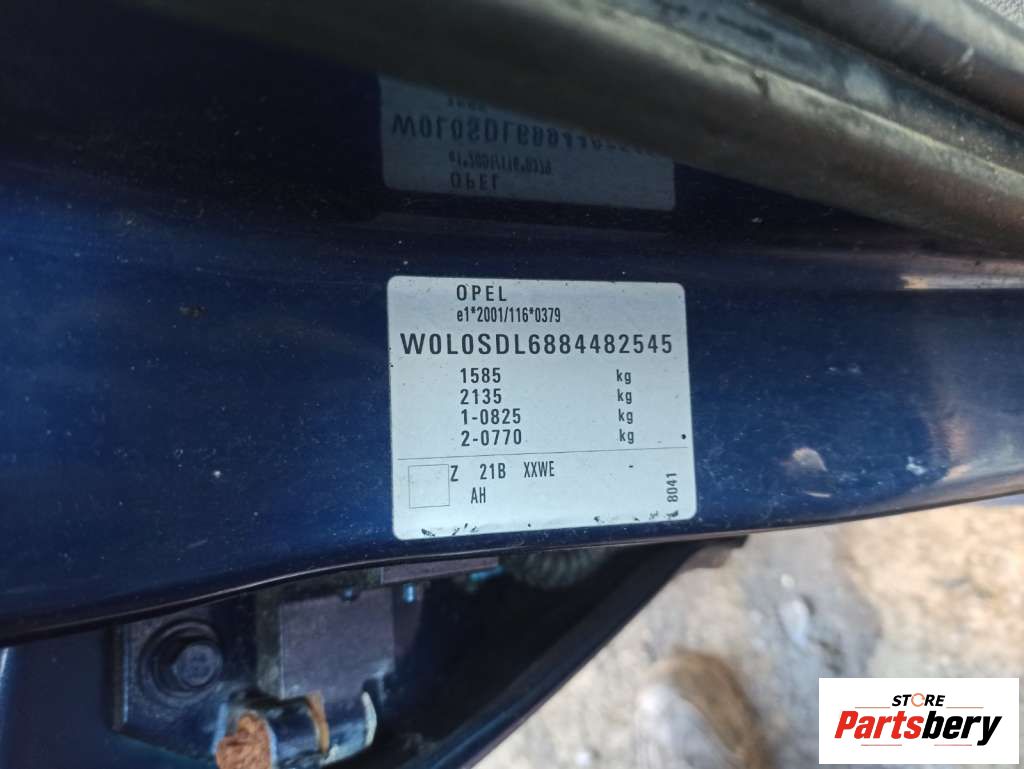 OPEL
e1*2001/116*0379
W0L0SDL6884482545
1585 kg
2135 kg
1-0825 kg
2-0770 kg
Z 21B XXWE -
AH
8041
STORE
Partsbery